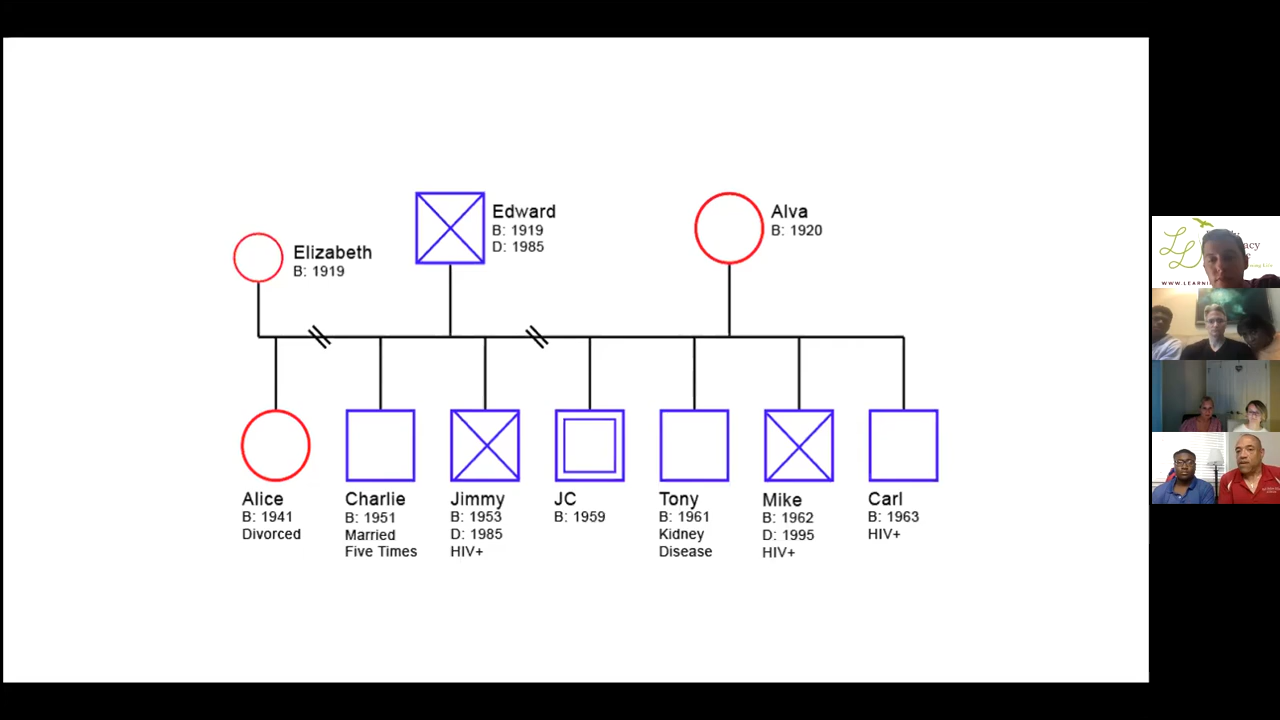 Edward
B: 1919
D: 1985
Alva
B: 1920
Elizabeth
B: 1919
Alice
B: 1941
Divorced
Charlie
B: 1951
Married
Five Times
Jimmy
B: 1953
D: 1985
HIV+
JC
B: 1959
Tony
B: 1961
Kidney
Disease
Mike
B: 1962
D: 1995
HIV+
Carl
B: 1963
HIV+